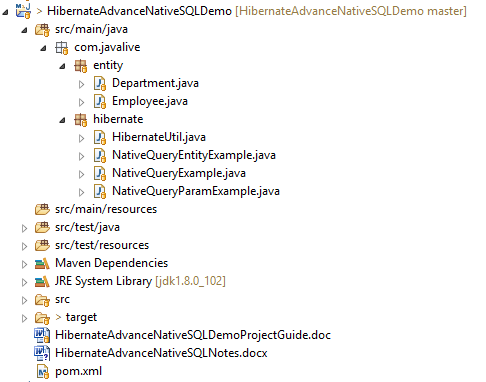 > HibernateAdvanceNativeSQLDemo [HibernateAdvanceNativeSQLDemo master]
src/main/java
com.javalive
entity
Department.java
Employee.java
hibernate
HibernateUtil.java
NativeQueryEntityExample.java
NativeQueryExample.java
NativeQueryParamExample.java
src/main/resources
src/test/java
src/test/resources
Maven Dependencies
JRE System Library [jdk1.8.0_102]
src
> target
HibernateAdvanceNativeSQLDemoProjectGuide.doc
HibernateAdvanceNativeSQLNotes.docx
pom.xml